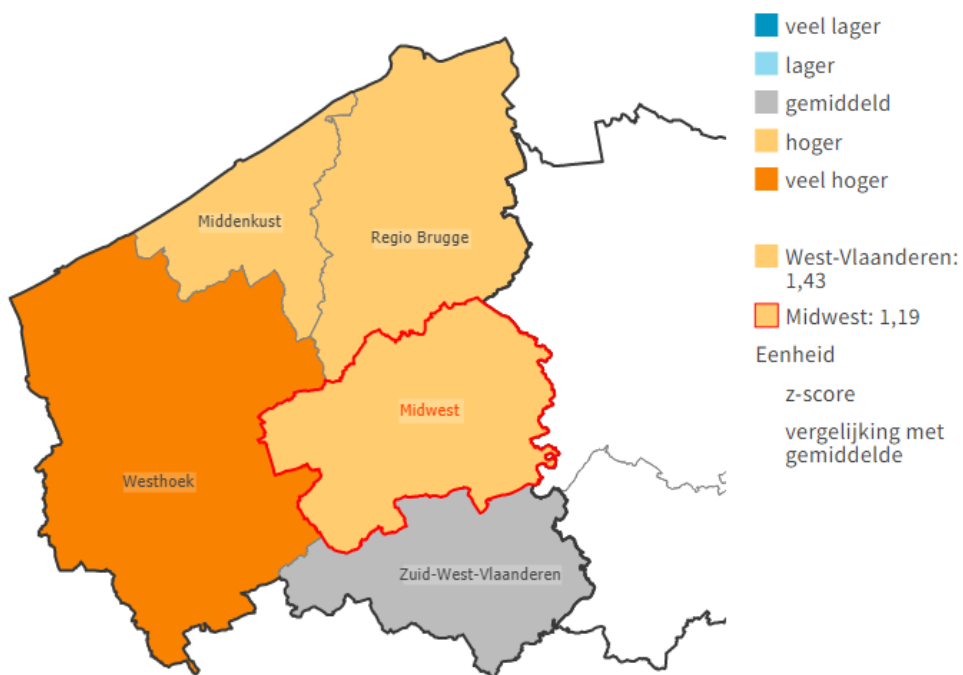 veel lager
lager
gemiddeld
hoger
veel hoger
West-Vlaanderen:
1,43
Midwest: 1,19
Eenheid
z-score
vergelijking met
gemiddelde
Middenkust
Regio Brugge
Midwest
Westhoek
Zuid-West-Vlaanderen